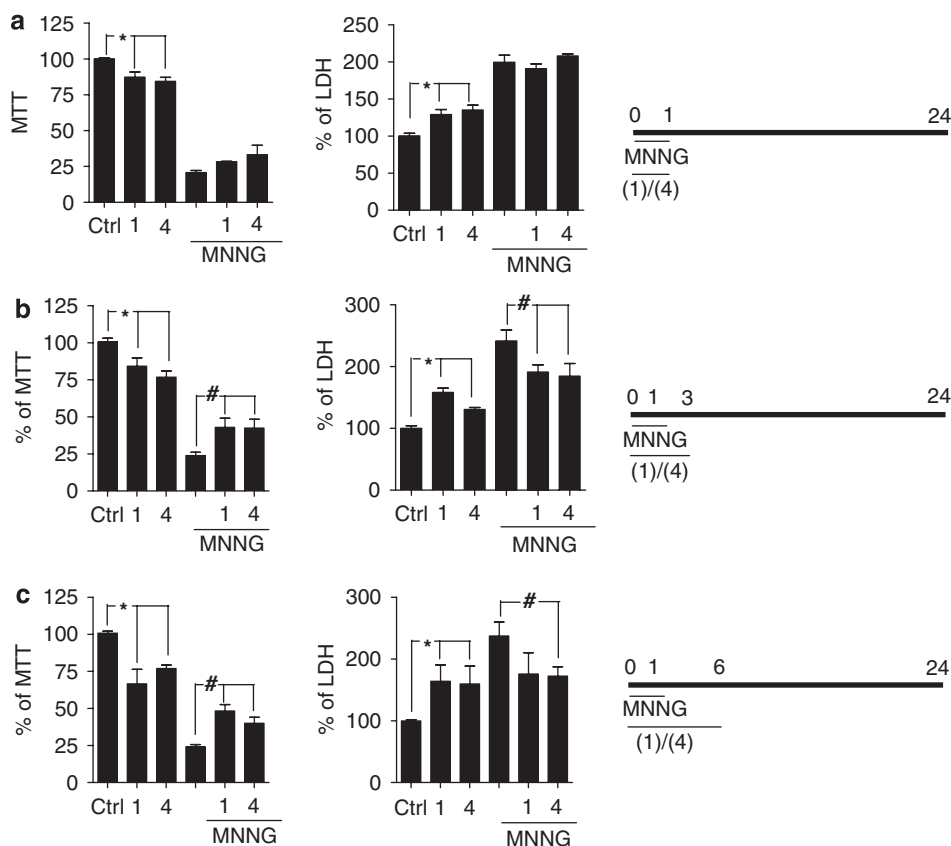 a
MTT
125
100
75
50
25
0
*
Ctrl 1 4 1 4
MNNG
% of LDH
250
200
150
100
50
0
*
Ctrl 1 4 1 4
MNNG
0 1 24
MNNG
(1)/(4)
b
% of MTT
125
100
75
50
25
0
*
#
Ctrl 1 4 1 4
MNNG
% of LDH
300
200
100
0
*
#
Ctrl 1 4 1 4
MNNG
0 1 3 24
MNNG
(1)/(4)
c
% of MTT
125
100
75
50
25
0
*
#
Ctrl 1 4 1 4
MNNG
% of LDH
300
200
100
0
*
#
Ctrl 1 4 1 4
MNNG
0 1 6 24
MNNG
(1)/(4)